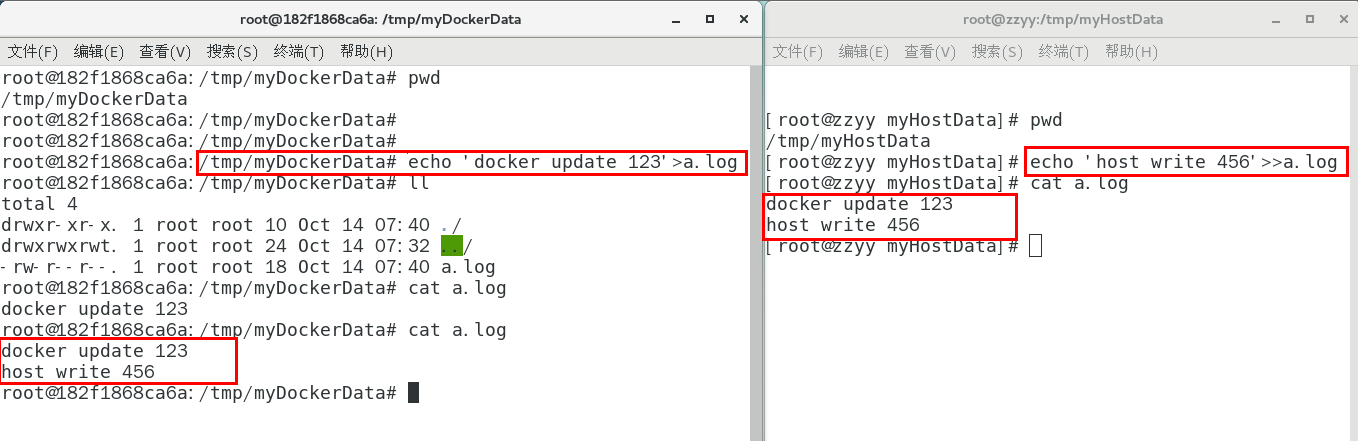 root@182f1868ca6a: /tmp/myDockerData
文件(F) 编辑(E) 查看(V) 搜索(S) 终端(T) 帮助(H)
root@182f1868ca6a:/tmp/myDockerData# pwd
/tmp/myDockerData
root@182f1868ca6a:/tmp/myDockerData#
root@182f1868ca6a:/tmp/myDockerData#
root@182f1868ca6a:/tmp/myDockerData# echo 'docker update 123'>a.log
root@182f1868ca6a:/tmp/myDockerData# ll
total 4
drwxr-xr-x. 1 root root 10 Oct 14 07:40 ./
drwxrwxrwt. 1 root root 24 Oct 14 07:32 ../
-rw-r--r--. 1 root root 18 Oct 14 07:40 a.log
root@182f1868ca6a:/tmp/myDockerData# cat a.log
docker update 123
root@182f1868ca6a:/tmp/myDockerData# cat a.log
docker update 123
host write 456
root@182f1868ca6a:/tmp/myDockerData#
root@zzyy:/tmp/myHostData
文件(F) 编辑(E) 查看(V) 搜索(S) 终端(T) 帮助(H)
[root@zzyy myHostData]# pwd
/tmp/myHostData
[root@zzyy myHostData]# echo 'host write 456'>>a.log
[root@zzyy myHostData]# cat a.log
docker update 123
host write 456
[root@zzyy myHostData]#